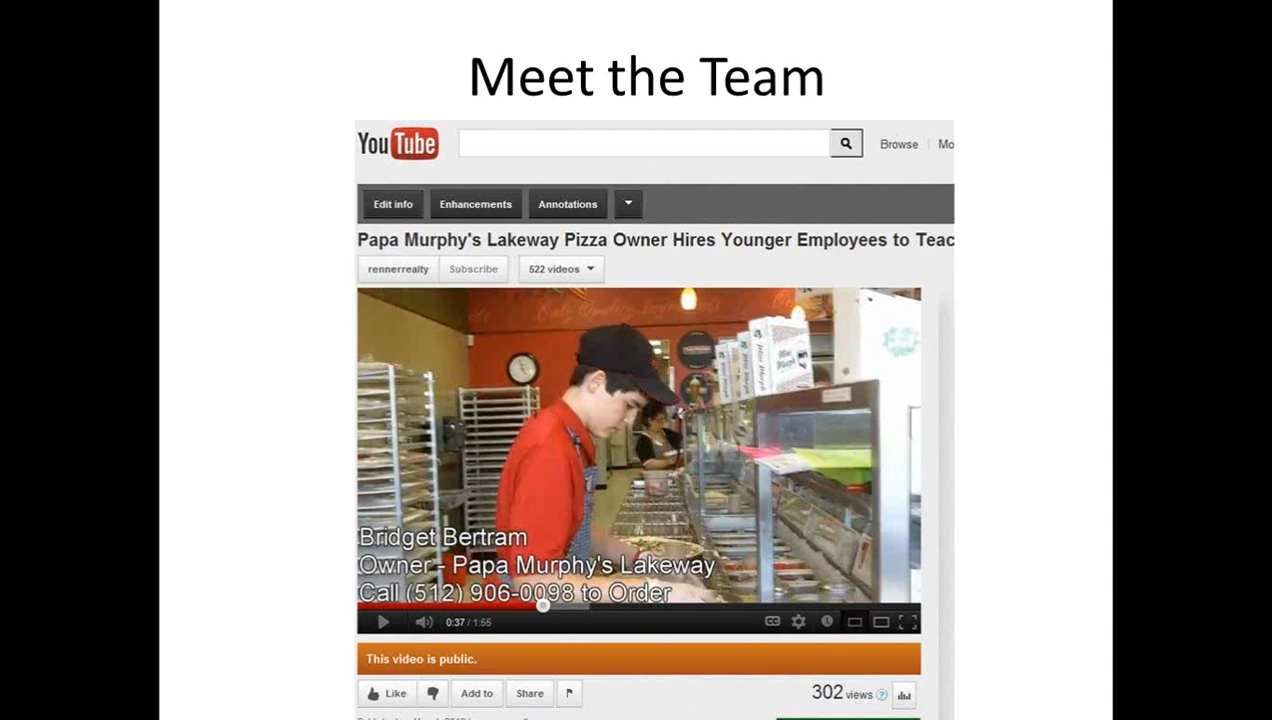 Meet the Team
YouTube
Browse
Mo
Edit info
Enhancements
Annotations
Papa Murphy's Lakeway Pizza Owner Hires Younger Employees to Teac
rennerrealty
Subscribe
522 videos
Bridget Bertram
Owner - Papa Murphy's Lakeway
Call (512) 906-0098 to Order
0:37 / 1:55
CC
This video is public.
Like
Add to
Share
302 views ?